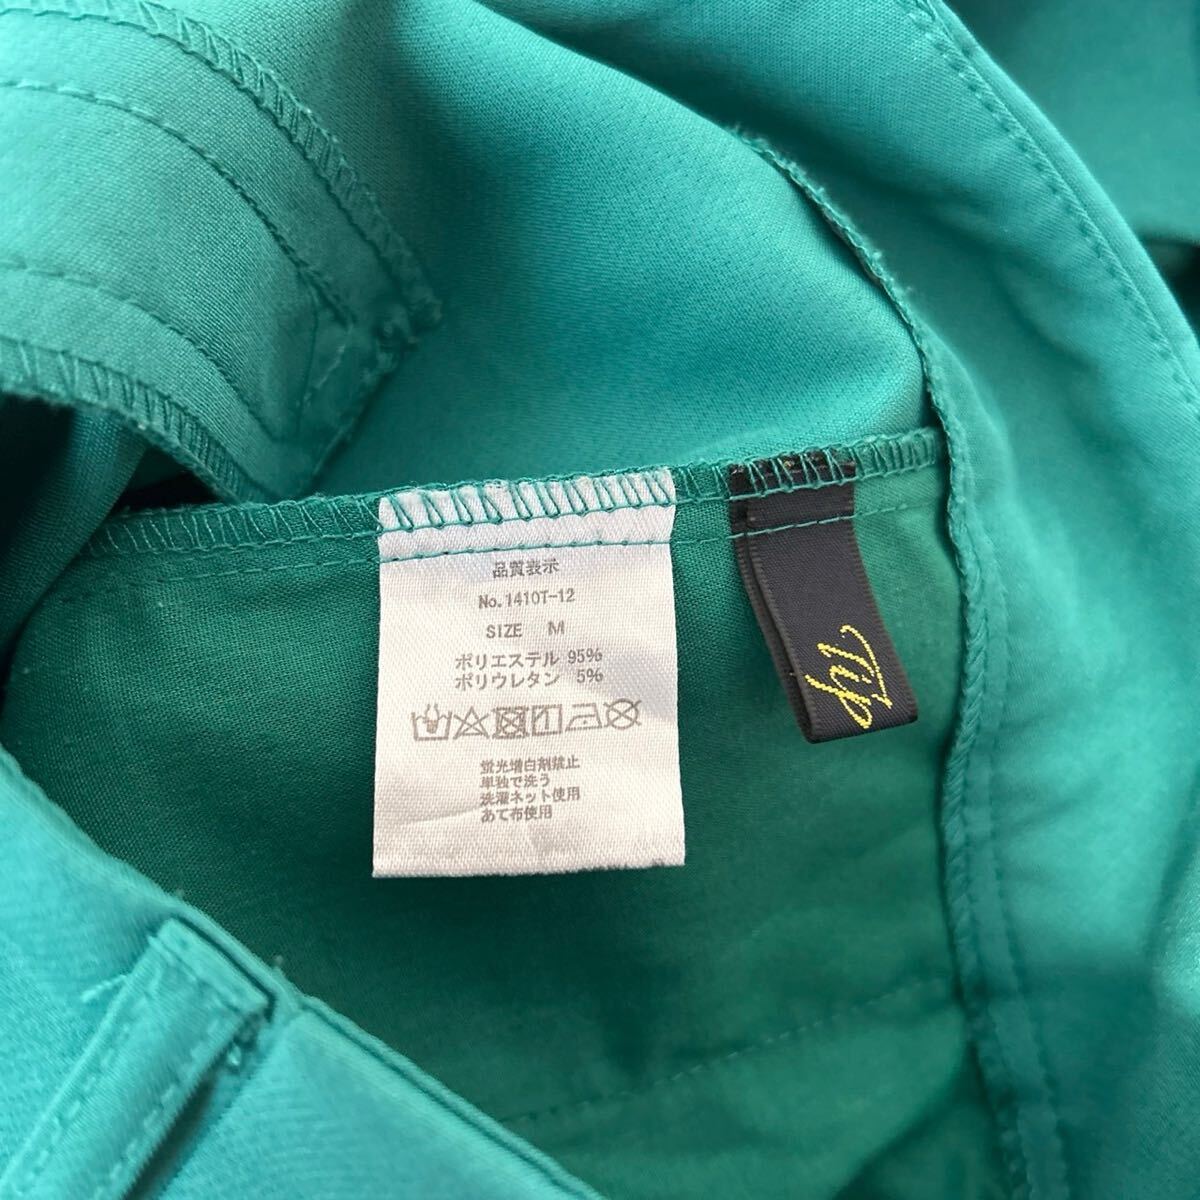 品質表示
No.1410T-12
SIZE M
ポリエステル 95%
ポリウレタン 5%
蛍光増白剤禁止
単独で洗う
洗濯ネット使用
あて布使用